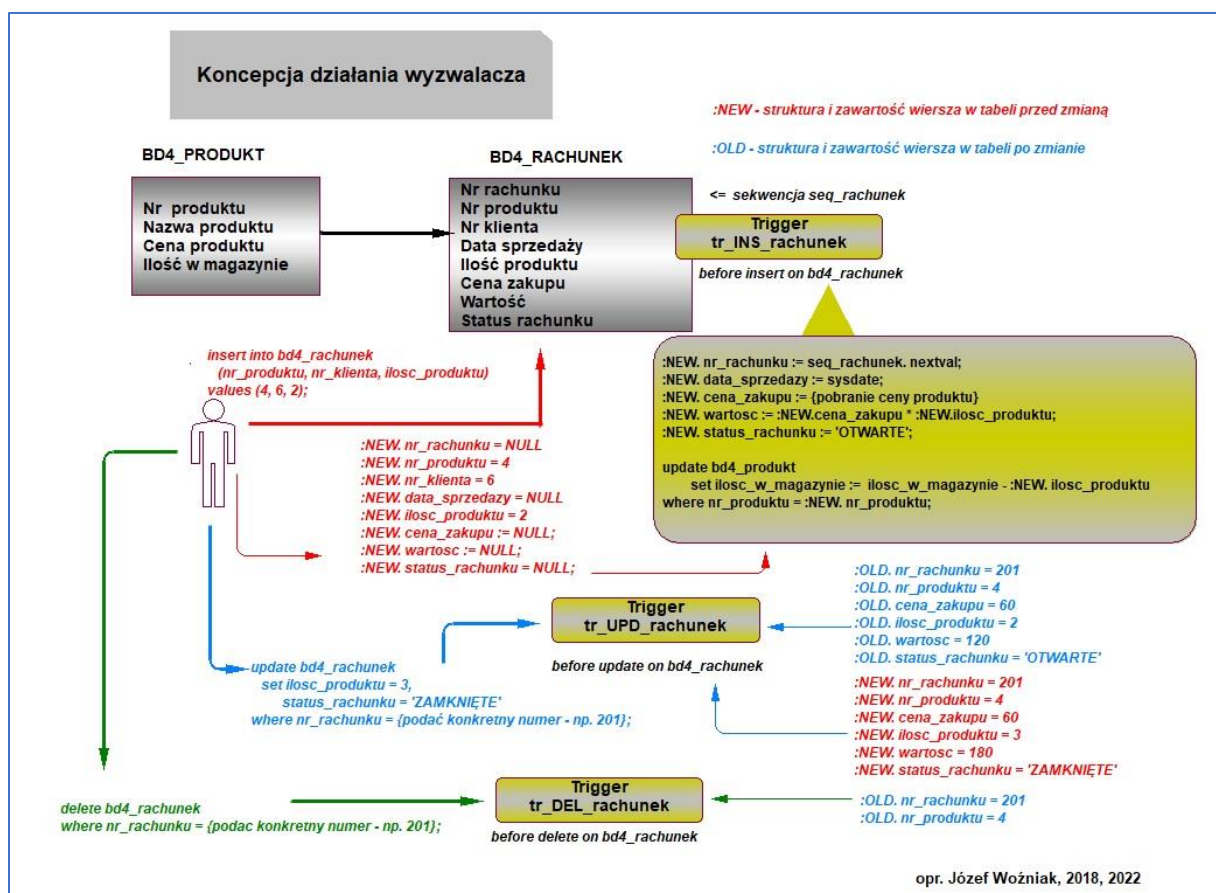 Koncepcja działania wyzwalacza
:NEW - struktura i zawartość wiersza w tabeli przed zmianą
:OLD - struktura i zawartość wiersza w tabeli po zmianie
BD4_PRODUKT
Nr produktu
Nazwa produktu
Cena produktu
Ilość w magazynie
BD4_RACHUNEK
Nr rachunku
Nr produktu
Nr klienta
Data sprzedaży
Ilość produktu
Cena zakupu
Wartość
Status rachunku
<= sekwencja seq_rachunek
Trigger
tr_INS_rachunek
before insert on bd4_rachunek
:NEW. nr_rachunku := seq_rachunek. nextval;
:NEW. data_sprzedazy := sysdate;
:NEW. cena_zakupu := {pobranie ceny produktu}
:NEW. wartosc := :NEW.cena_zakupu * :NEW.ilosc_produktu;
:NEW. status_rachunku := 'OTWARTE';
update bd4_produkt
set ilosc_w_magazynie := ilosc_w_magazynie - :NEW. ilosc_produktu
where nr_produktu = :NEW. nr_produktu;
insert into bd4_rachunek
(nr_produktu, nr_klienta, ilosc_produktu)
values (4, 6, 2);
:NEW. nr_rachunku = NULL
:NEW. nr_produktu = 4
:NEW. nr_klienta = 6
:NEW. data_sprzedazy = NULL
:NEW. ilosc_produktu = 2
:NEW. cena_zakupu := NULL;
:NEW. wartosc := NULL;
:NEW. status_rachunku = NULL;
Trigger
tr_UPD_rachunek
before update on bd4_rachunek
:OLD. nr_rachunku = 201
:OLD. nr_produktu = 4
:OLD. cena_zakupu = 60
:OLD. ilosc_produktu = 2
:OLD. wartosc = 120
:OLD. status_rachunku = 'OTWARTE'
:NEW. nr_rachunku = 201
:NEW. nr_produktu = 4
:NEW. cena_zakupu = 60
:NEW. ilosc_produktu = 3
:NEW. wartosc = 180
:NEW. status_rachunku = 'ZAMKNIĘTE'
update bd4_rachunek
set ilosc_produktu = 3,
status_rachunku = 'ZAMKNIĘTE'
where nr_rachunku = {podać konkretny numer - np. 201};
delete bd4_rachunek
where nr_rachunku = {podac konkretny numer - np. 201};
Trigger
tr_DEL_rachunek
before delete on bd4_rachunek
:OLD. nr_rachunku = 201
:OLD. nr_produktu = 4
opr. Józef Woźniak, 2018, 2022